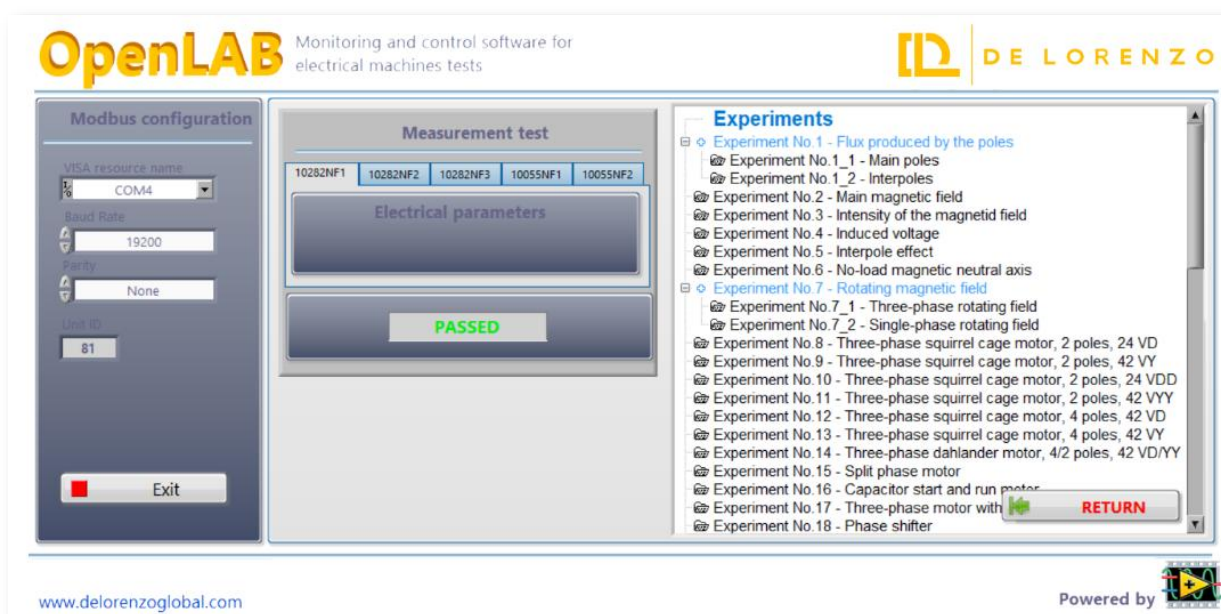 OpenLAB
Monitoring and control software for
electrical machines tests
DE LORENZO
Modbus configuration
VISA resource name
COM4
Baud Rate
19200
Parity
None
Unit ID
81
Exit
Measurement test
10282NF1 10282NF2 10282NF3 10055NF1 10055NF2
Electrical parameters
PASSED
Experiments
Experiment No.1 - Flux produced by the poles
Experiment No.1_1 - Main poles
Experiment No.1_2 - Interpoles
Experiment No.2 - Main magnetic field
Experiment No.3 - Intensity of the magnetid field
Experiment No.4 - Induced voltage
Experiment No.5 - Interpole effect
Experiment No.6 - No-load magnetic neutral axis
Experiment No.7 - Rotating magnetic field
Experiment No.7_1 - Three-phase rotating field
Experiment No.7_2 - Single-phase rotating field
Experiment No.8 - Three-phase squirrel cage motor, 2 poles, 24 VD
Experiment No.9 - Three-phase squirrel cage motor, 2 poles, 42 VY
Experiment No.10 - Three-phase squirrel cage motor, 2 poles, 24 VDD
Experiment No.11 - Three-phase squirrel cage motor, 2 poles, 42 VYY
Experiment No.12 - Three-phase squirrel cage motor, 4 poles, 42 VD
Experiment No.13 - Three-phase squirrel cage motor, 4 poles, 42 VY
Experiment No.14 - Three-phase dahlander motor, 4/2 poles, 42 VD/YY
Experiment No.15 - Split phase motor
Experiment No.16 - Capacitor start and run motor
Experiment No.17 - Three-phase motor with
Experiment No.18 - Phase shifter
RETURN
www.delorenzoglobal.com
Powered by